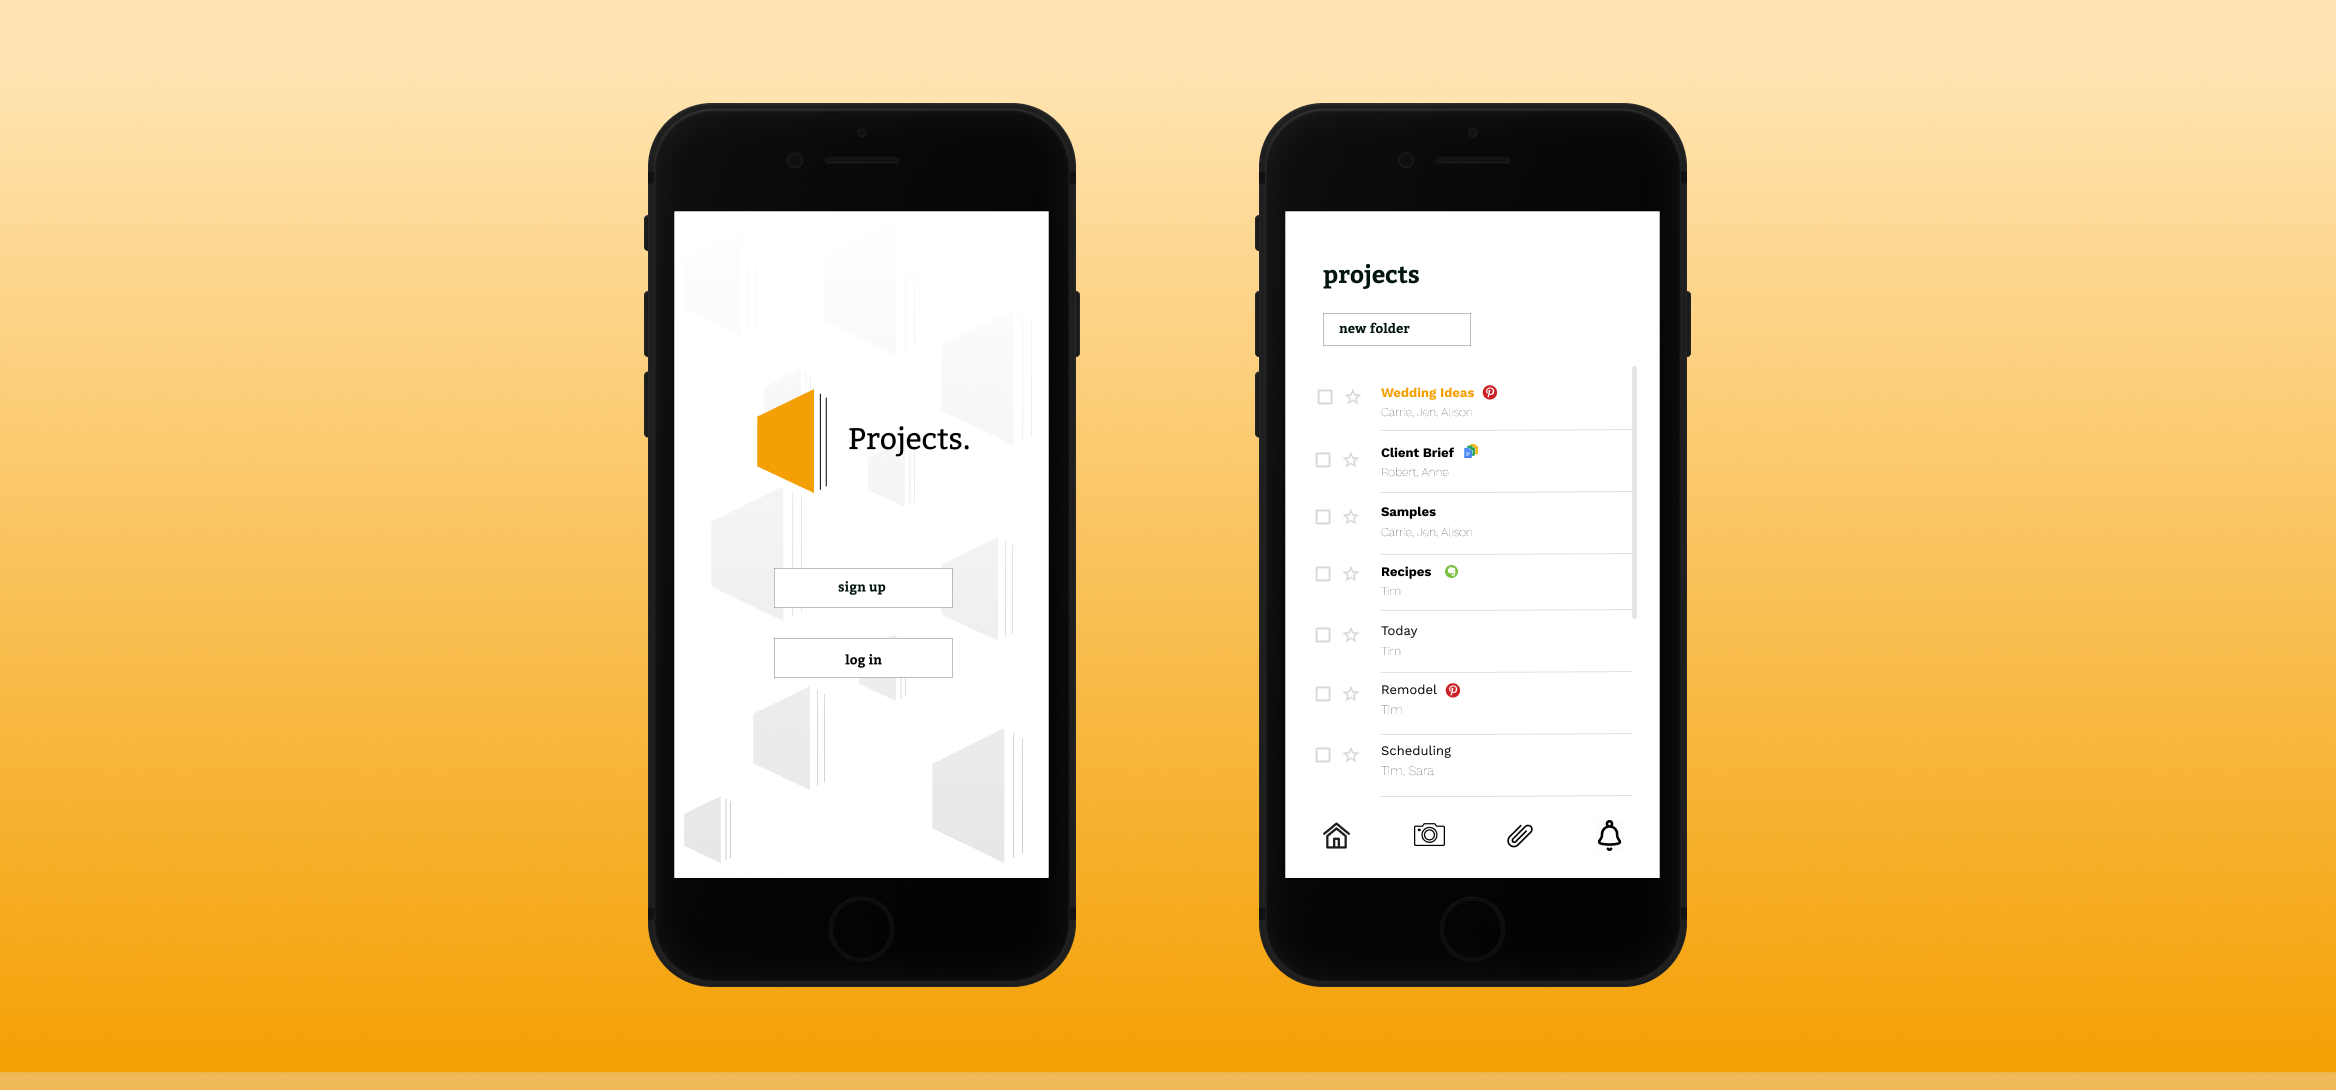 Projects.
sign up
log in
projects
new folder
Wedding Ideas
Carrie, Jen, Alison
Client Brief
Robert, Anne
Samples
Carrie, Jen, Alison
Recipes
Tim
Today
Tim
Remodel
Tim
Scheduling
Tim, Sara